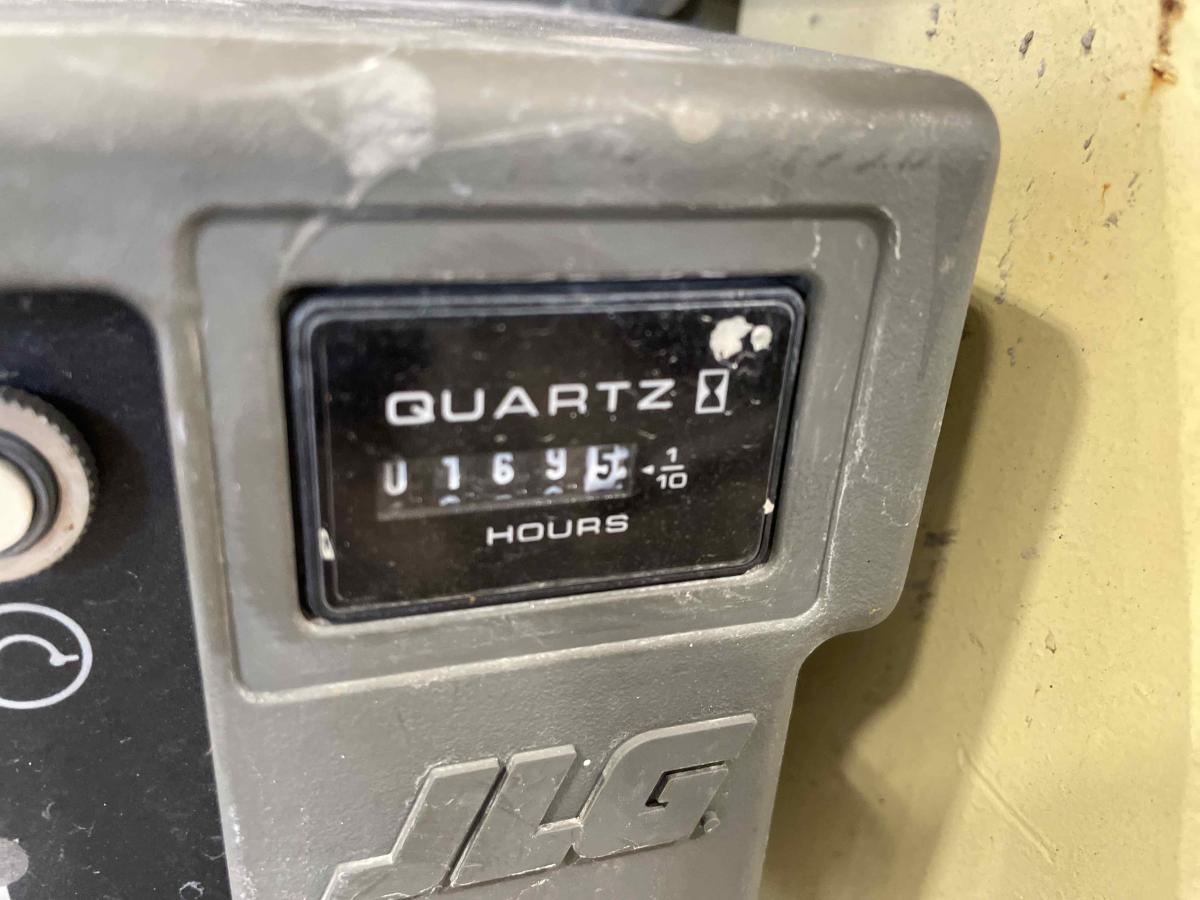 QUARTZ
01695 1/10
HOURS
JLG